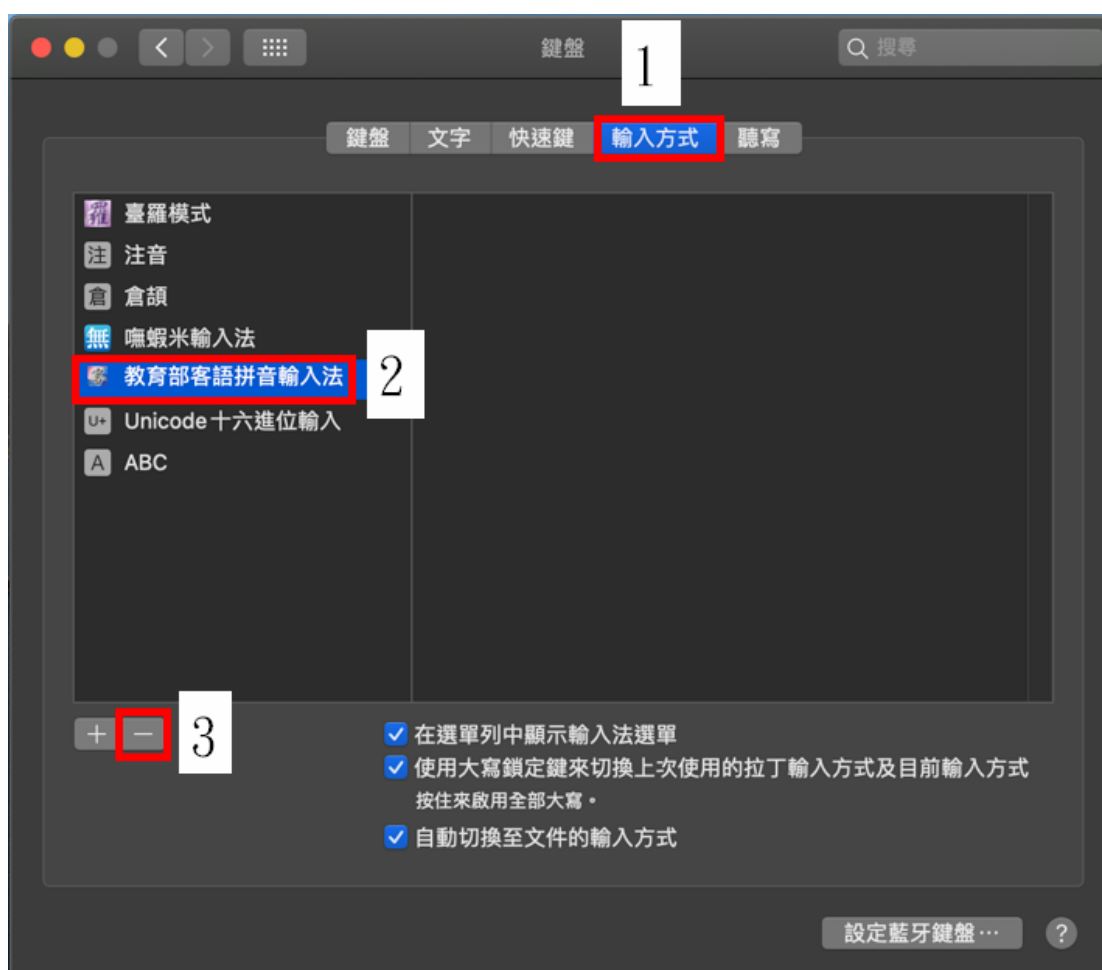 鍵盤
搜尋
1
鍵盤 文字 快速鍵 輸入方式 聽寫
羅 臺羅模式
注 注音
倉 倉頡
無 嘸蝦米輸入法
教育部客語拼音輸入法
2
U+ Unicode十六進位輸入
A ABC
+ −
3
在選單列中顯示輸入法選單
使用大寫鎖定鍵來切換上次使用的拉丁輸入方式及目前輸入方式
按住來啟用全部大寫。
自動切換至文件的輸入方式
設定藍牙鍵盤⋯
?